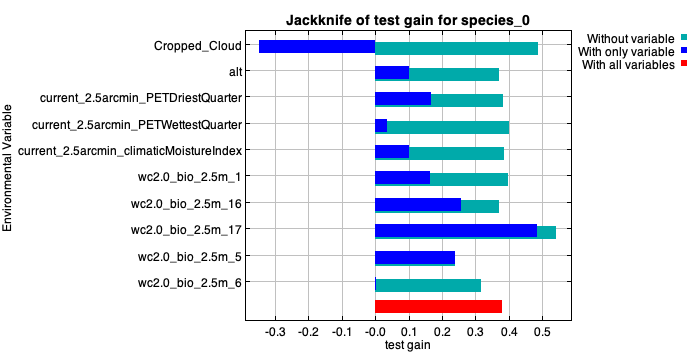 Jackknife of test gain for species_0
Without variable
With only variable
With all variables
Environmental Variable
Cropped_Cloud
alt
current_2.5arcmin_PETDriestQuarter
current_2.5arcmin_PETWettestQuarter
current_2.5arcmin_climaticMoistureIndex
wc2.0_bio_2.5m_1
wc2.0_bio_2.5m_16
wc2.0_bio_2.5m_17
wc2.0_bio_2.5m_5
wc2.0_bio_2.5m_6
-0.3 -0.2 -0.1 -0.0 0.1 0.2 0.3 0.4 0.5
test gain